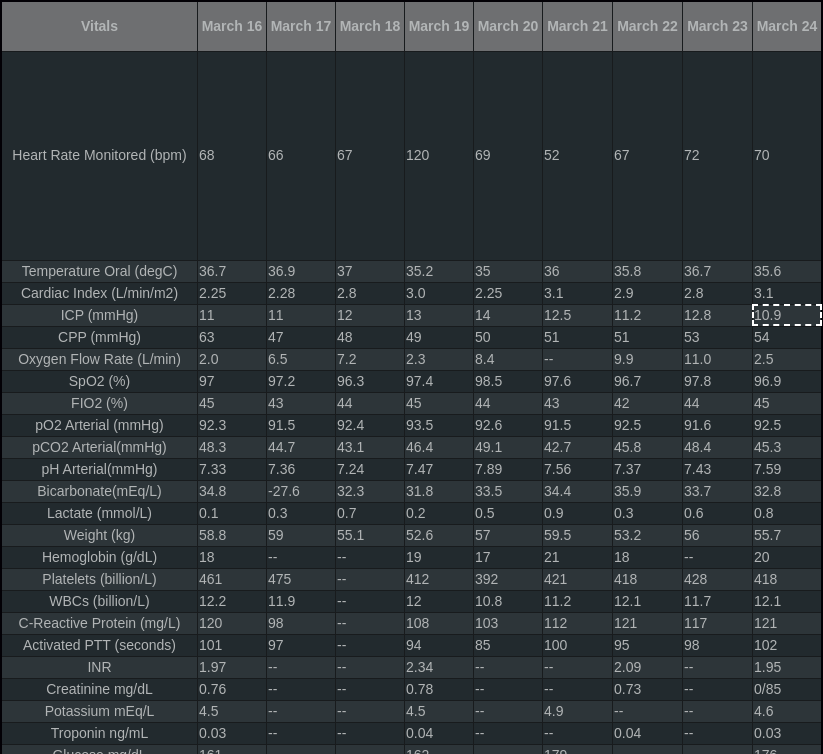 Vitals March 16 March 17 March 18 March 19 March 20 March 21 March 22 March 23 March 24
Heart Rate Monitored (bpm) 68 66 67 120 69 52 67 72 70
Temperature Oral (degC) 36.7 36.9 37 35.2 35 36 35.8 36.7 35.6
Cardiac Index (L/min/m2) 2.25 2.28 2.8 3.0 2.25 3.1 2.9 2.8 3.1
ICP (mmHg) 11 11 12 13 14 12.5 11.2 12.8 10.9
CPP (mmHg) 63 47 48 49 50 51 51 53 54
Oxygen Flow Rate (L/min) 2.0 6.5 7.2 2.3 8.4 -- 9.9 11.0 2.5
SpO2 (%) 97 97.2 96.3 97.4 98.5 97.6 96.7 97.8 96.9
FIO2 (%) 45 43 44 45 44 43 42 44 45
pO2 Arterial (mmHg) 92.3 91.5 92.4 93.5 92.6 91.5 92.5 91.6 92.5
pCO2 Arterial(mmHg) 48.3 44.7 43.1 46.4 49.1 42.7 45.8 48.4 45.3
pH Arterial(mmHg) 7.33 7.36 7.24 7.47 7.89 7.56 7.37 7.43 7.59
Bicarbonate(mEq/L) 34.8 -27.6 32.3 31.8 33.5 34.4 35.9 33.7 32.8
Lactate (mmol/L) 0.1 0.3 0.7 0.2 0.5 0.9 0.3 0.6 0.8
Weight (kg) 58.8 59 55.1 52.6 57 59.5 53.2 56 55.7
Hemoglobin (g/dL) 18 -- -- 19 17 21 18 -- 20
Platelets (billion/L) 461 475 -- 412 392 421 418 428 418
WBCs (billion/L) 12.2 11.9 -- 12 10.8 11.2 12.1 11.7 12.1
C-Reactive Protein (mg/L) 120 98 -- 108 103 112 121 117 121
Activated PTT (seconds) 101 97 -- 94 85 100 95 98 102
INR 1.97 -- -- 2.34 -- -- 2.09 -- 1.95
Creatinine mg/dL 0.76 -- -- 0.78 -- -- 0.73 -- 0/85
Potassium mEq/L 4.5 -- -- 4.5 -- 4.9 -- -- 4.6
Troponin ng/mL 0.03 -- -- 0.04 -- -- 0.04 -- 0.03